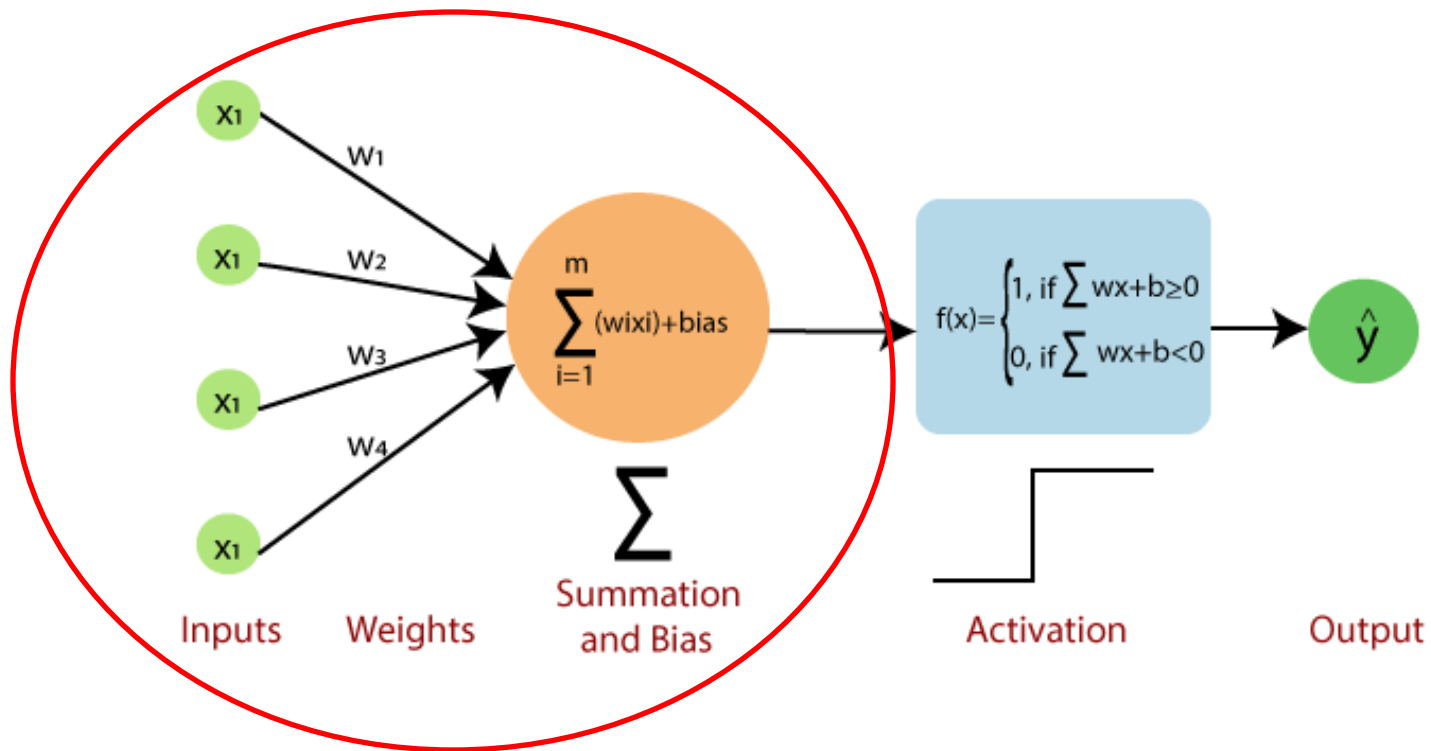 x1
x1
x1
x1
W1
W2
W3
W4
m
∑(wixi)+bias
i=1
∑
f(x)={1, if ∑ wx+b≥0
0, if ∑ wx+b<0
ŷ
Inputs
Weights
Summation
and Bias
Activation
Output